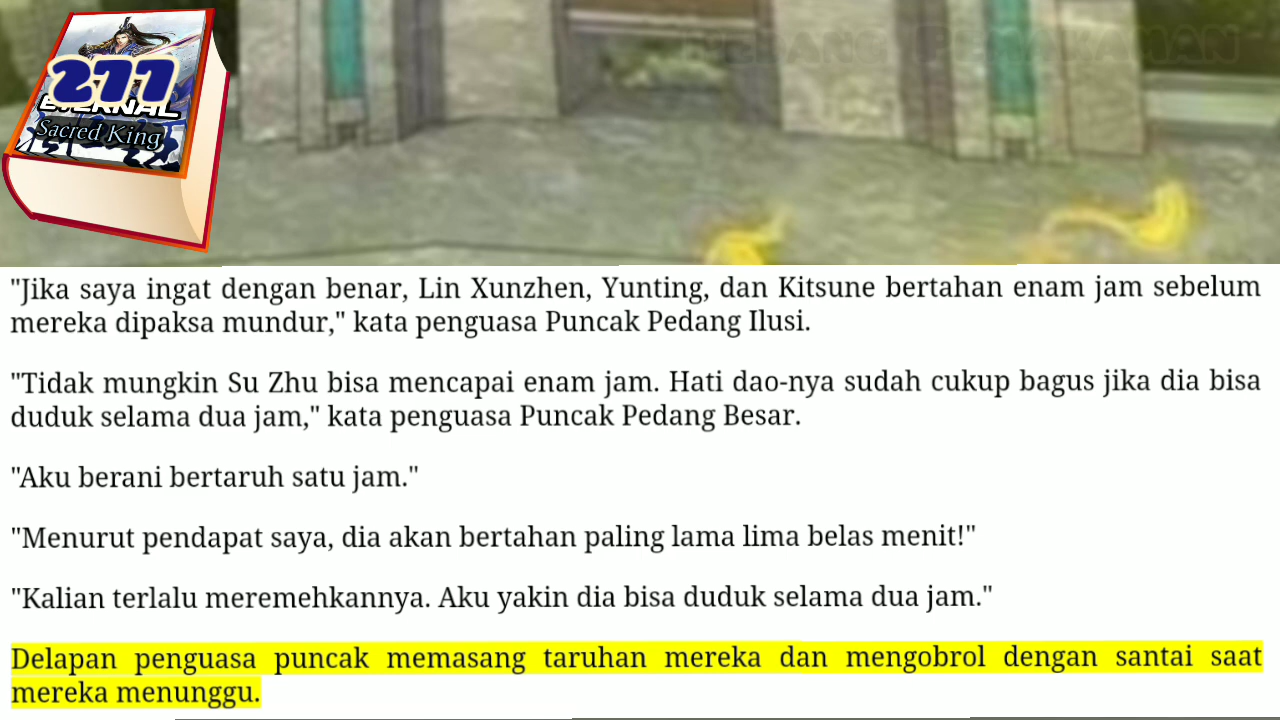 277
ETERNAL
Sacred King
"Jika saya ingat dengan benar, Lin Xunzhen, Yunting, dan Kitsune bertahan enam jam sebelum
mereka dipaksa mundur," kata penguasa Puncak Pedang Ilusi.
"Tidak mungkin Su Zhu bisa mencapai enam jam. Hati dao-nya sudah cukup bagus jika dia bisa
duduk selama dua jam," kata penguasa Puncak Pedang Besar.
"Aku berani bertaruh satu jam."
"Menurut pendapat saya, dia akan bertahan paling lama lima belas menit!"
"Kalian terlalu meremehkannya. Aku yakin dia bisa duduk selama dua jam."
Delapan penguasa puncak memasang taruhan mereka dan mengobrol dengan santai saat
mereka menunggu.